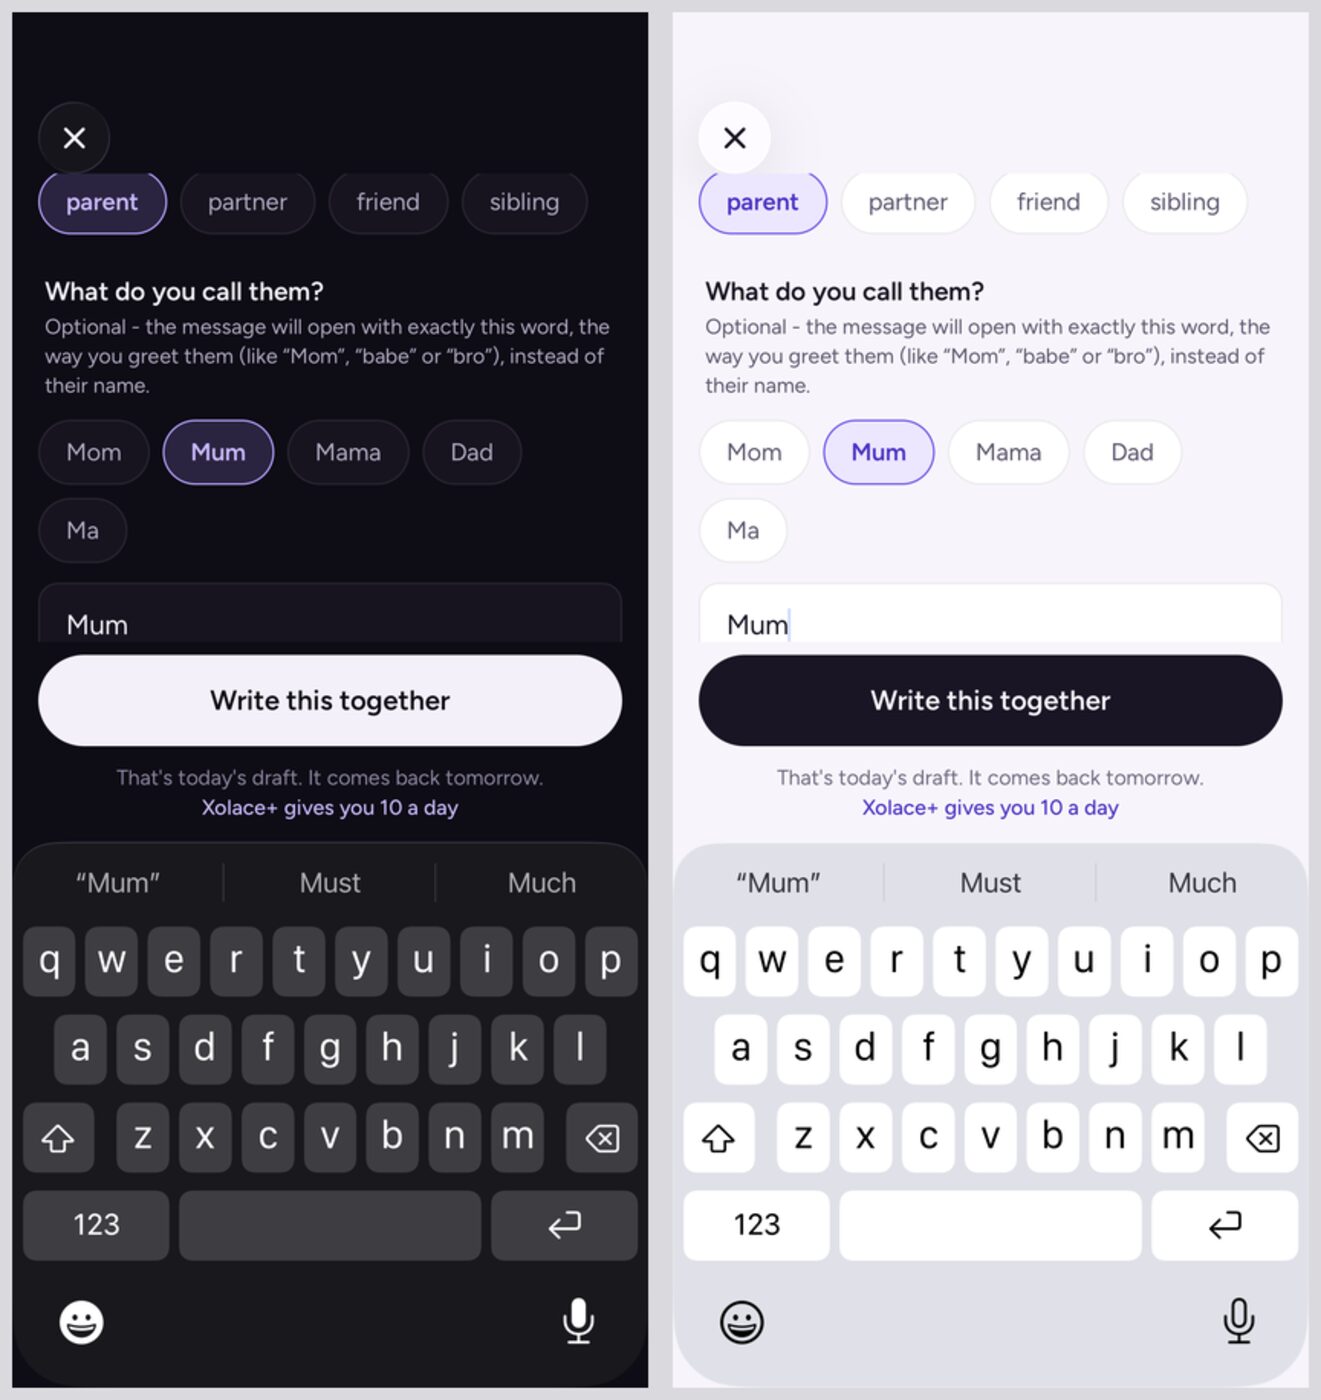 parent partner friend sibling
What do you call them?
Optional - the message will open with exactly this word, the
way you greet them (like “Mom”, “babe” or “bro”), instead of
their name.
Mom Mum Mama Dad
Ma
Mum
Write this together
That's today's draft. It comes back tomorrow.
Xolace+ gives you 10 a day
“Mum” Must Much
q w e r t y u i o p
a s d f g h j k l
z x c v b n m
123
parent partner friend sibling
What do you call them?
Optional - the message will open with exactly this word, the
way you greet them (like “Mom”, “babe” or “bro”), instead of
their name.
Mom Mum Mama Dad
Ma
Mum
Write this together
That's today's draft. It comes back tomorrow.
Xolace+ gives you 10 a day
“Mum” Must Much
q w e r t y u i o p
a s d f g h j k l
z x c v b n m
123